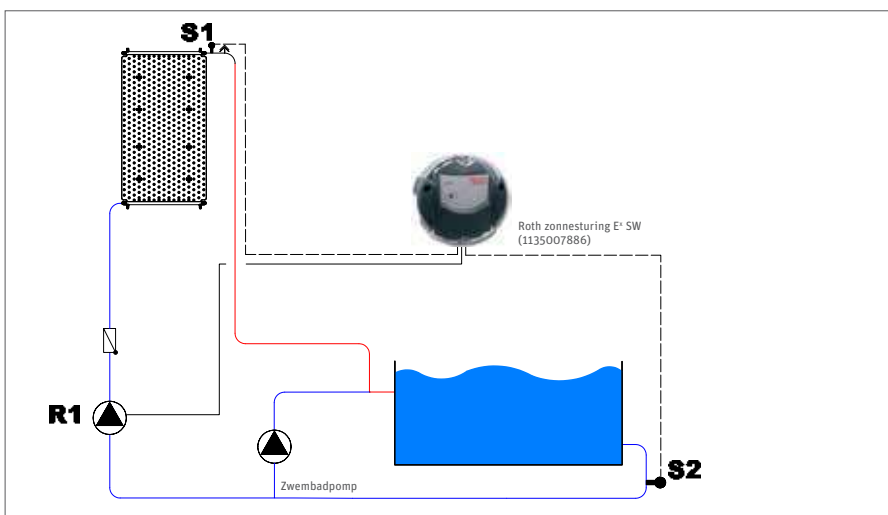 S1
Roth zonnesturing E¹ SW
(1135007886)
R1
Zwembadpomp
S2